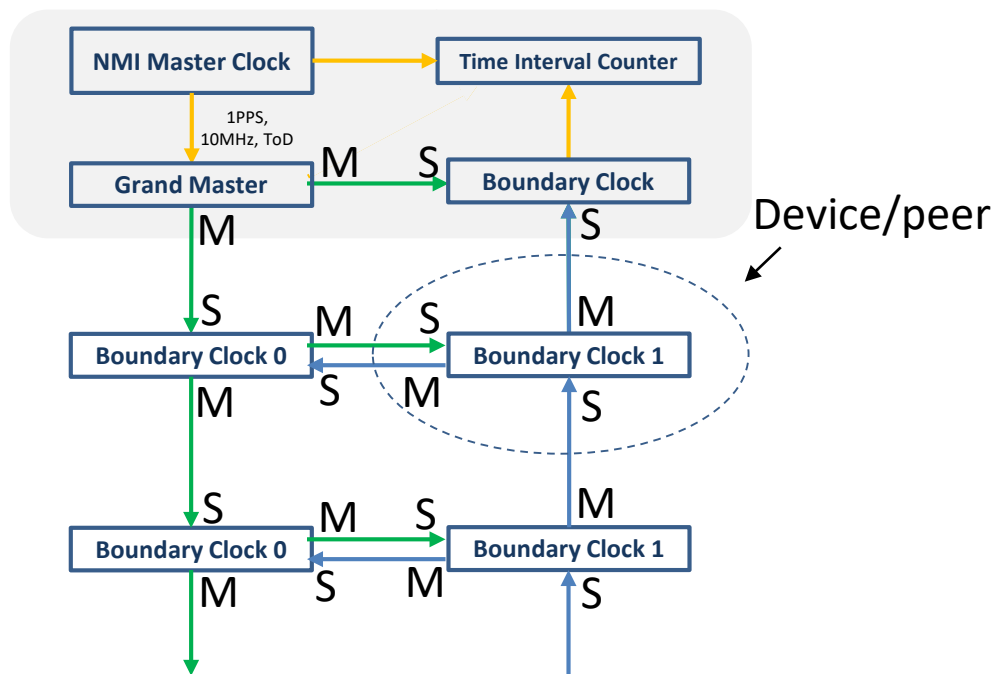 NMI Master Clock
Time Interval Counter
1PPS,
10MHz, ToD
M
S
Grand Master
Boundary Clock
M
S
Device/peer
S
M
S
M
Boundary Clock 0
Boundary Clock 1
M
S
M
S
S
M
S
M
Boundary Clock 0
Boundary Clock 1
M
S
M
S